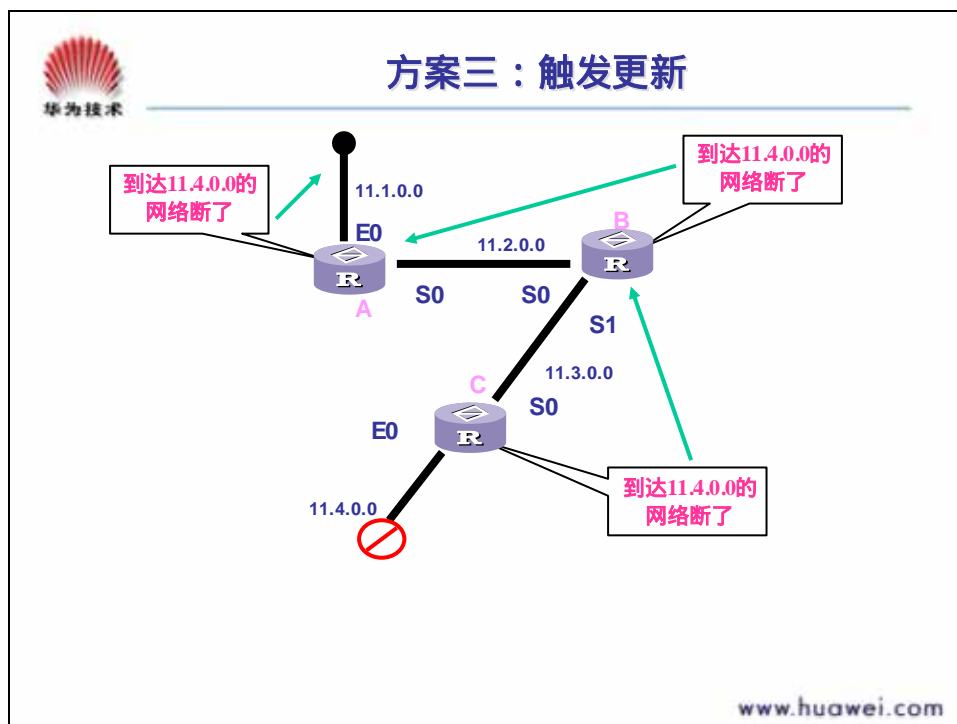 华为技术
方案三：触发更新
到达11.4.0.0的
网络断了
11.1.0.0
到达11.4.0.0的
网络断了
E0
11.2.0.0
B
R
R
S0
S0
A
S1
11.3.0.0
C
S0
E0
R
到达11.4.0.0的
网络断了
11.4.0.0
www.huawei.com